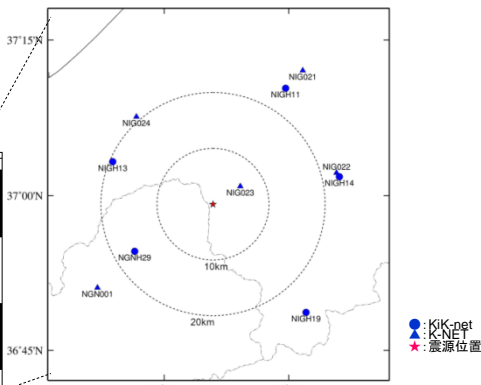 37°15'N
NIG021
NIGH11
NIG024
NIGH13
NIG022
NIGH14
37°00'N
NIG023
NGNH29
10km
NGN001
20km
NIGH19
36°45'N
●: KiK-net
▲: K-NET
★: 震源位置